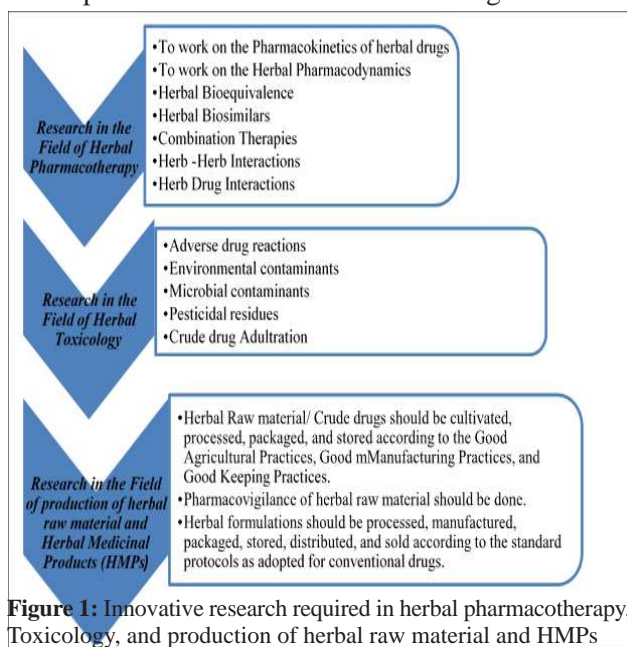 •To work on the Pharmacokinetics of herbal drugs
•To work on the Herbal Pharmacodynamics
•Herbal Bioequivalence
•Herbal Biosimilars
•Combination Therapies
•Herb -Herb Interactions
•Herb Drug Interactions
Research in the
Field of Herbal
Pharmacotherapy
•Adverse drug reactions
•Environmental contaminants
•Microbial contaminants
•Pesticidal residues
•Crude drug Adultration
Research in the
Field of Herbal
Toxicology
•Herbal Raw material/ Crude drugs should be cultivated,
processed, packaged, and stored according to the Good
Agricultural Practices, Good mManufacturing Practices, and
Good Keeping Practices.
•Pharmacovigilance of herbal raw material should be done.
•Herbal formulations should be processed, manufactured,
packaged, stored, distributed, and sold according to the standard
protocols as adopted for conventional drugs.
Research in the Field
of production of herbal
raw material and
Herbal Medicinal
Products (HMPs)
Figure 1: Innovative research required in herbal pharmacotherapy,
Toxicology, and production of herbal raw material and HMPs